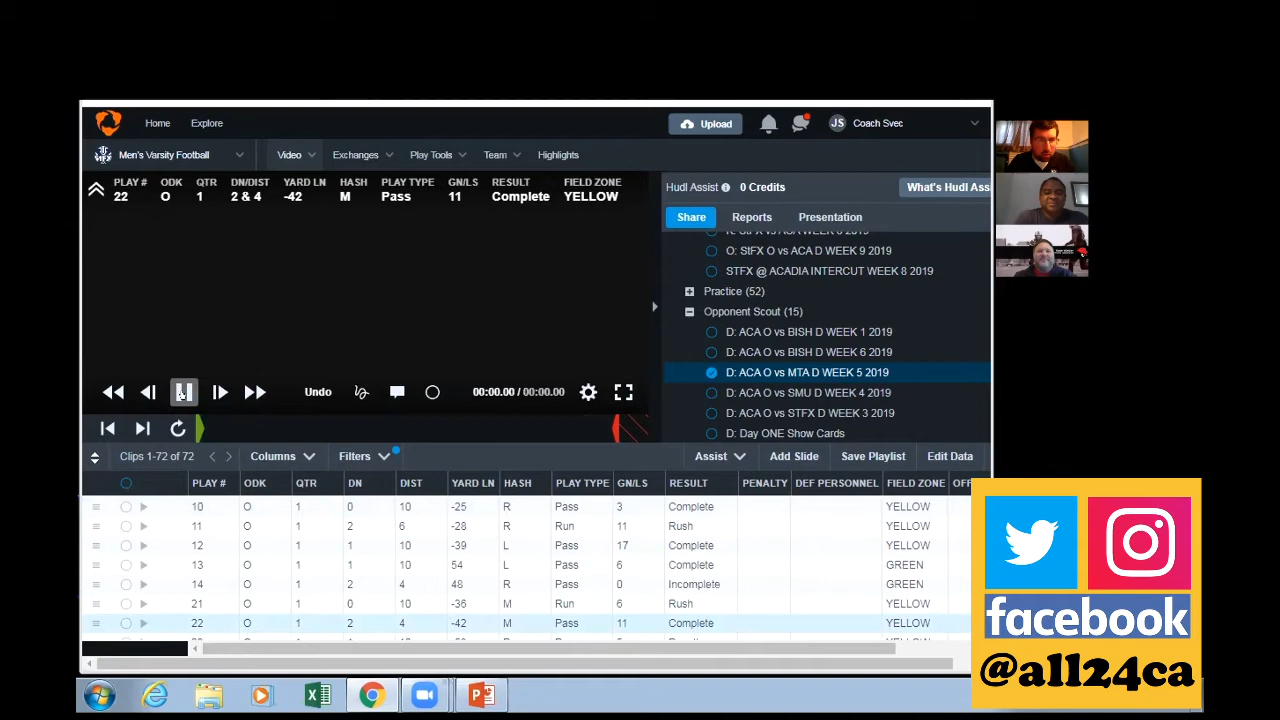 Home Explore Upload JS Coach Svec
Men's Varsity Football Video Exchanges Play Tools Team Highlights
PLAY # ODK QTR DN/DIST YARD LN HASH PLAY TYPE GN/LS RESULT FIELD ZONE
22 O 1 2 & 4 -42 M Pass 11 Complete YELLOW
Hudl Assist 0 Credits What's Hudl Assi
Share Reports Presentation
O: StFX O vs ACA D WEEK 9 2019
STFX @ ACADIA INTERCUT WEEK 8 2019
Practice (52)
Opponent Scout (15)
D: ACA O vs BISH D WEEK 1 2019
D: ACA O vs BISH D WEEK 6 2019
D: ACA O vs MTA D WEEK 5 2019
D: ACA O vs SMU D WEEK 4 2019
D: ACA O vs STFX D WEEK 3 2019
D: Day ONE Show Cards
Undo 00:00.00 / 00:00.00
Clips 1-72 of 72 Columns Filters Assist Add Slide Save Playlist Edit Data
PLAY # ODK QTR DN DIST YARD LN HASH PLAY TYPE GN/LS RESULT PENALTY DEF PERSONNEL FIELD ZONE OFF
10 O 1 0 10 -25 R Pass 3 Complete YELLOW
11 O 1 2 6 -28 R Run 11 Rush YELLOW
12 O 1 1 10 -39 L Pass 17 Complete YELLOW
13 O 1 1 10 54 L Pass 6 Complete GREEN
14 O 1 2 4 48 R Pass 0 Incomplete GREEN
21 O 1 0 10 -36 M Run 6 Rush YELLOW
22 O 1 2 4 -42 M Pass 11 Complete YELLOW
facebook
@all24ca